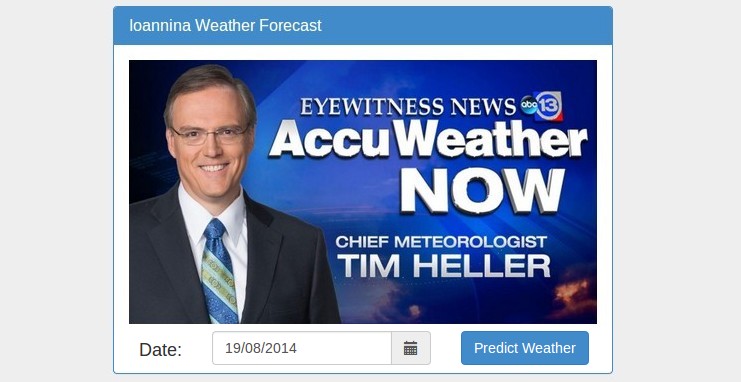 Ioannina Weather Forecast
EYEWITNESS NEWS abc 13
AccuWeather
NOW
CHIEF METEOROLOGIST
TIM HELLER
Date: 19/08/2014 Predict Weather